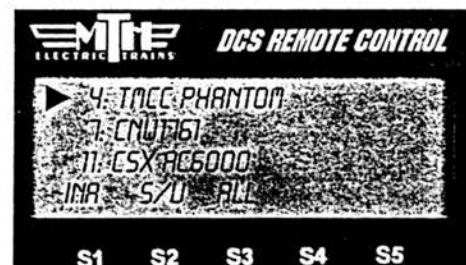 MTH
ELECTRIC TRAINS
DCS REMOTE CONTROL
4: TMCC PHANTOM
7: CNW1761
11: CSX AC6000
INA S/U ALL
S1 S2 S3 S4 S5